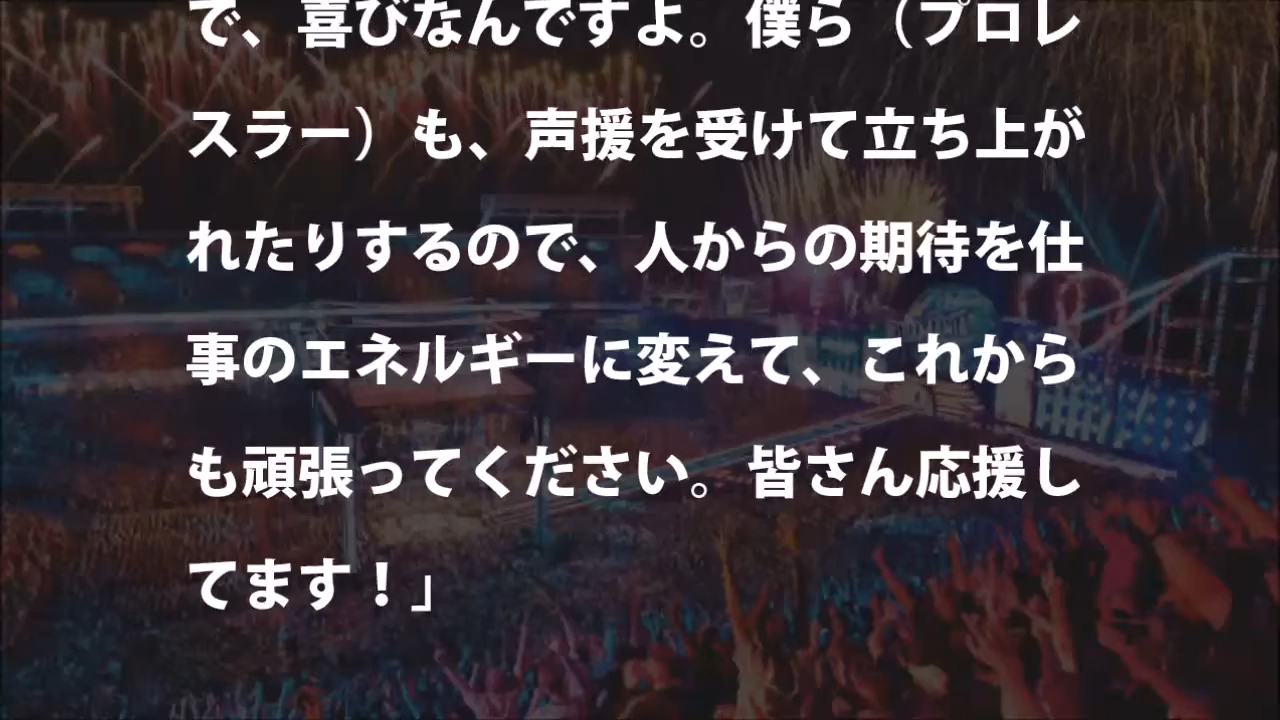 で、喜びなんですよ。僕ら（プロレ
スラー）も、声援を受けて立ち上が
れたりするので、人からの期待を仕
事のエネルギーに変えて、これから
も頑張ってください。皆さん応援し
てます！」